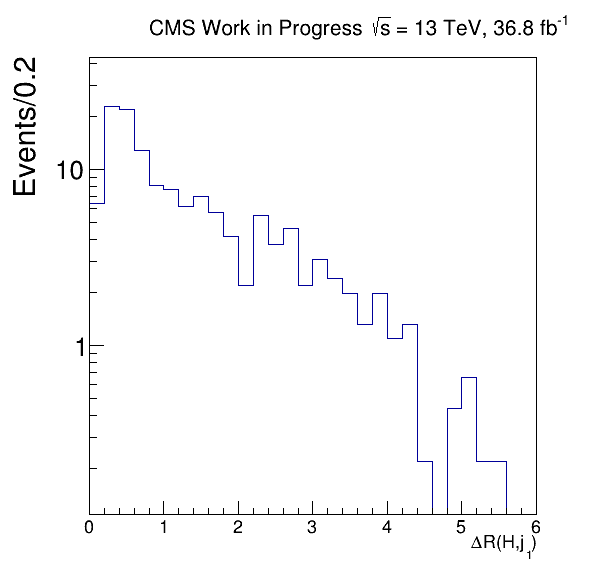 CMS Work in Progress √s = 13 TeV, 36.8 fb⁻¹
Events/0.2
10
1
0 1 2 3 4 5 6
ΔR(H,j₁)